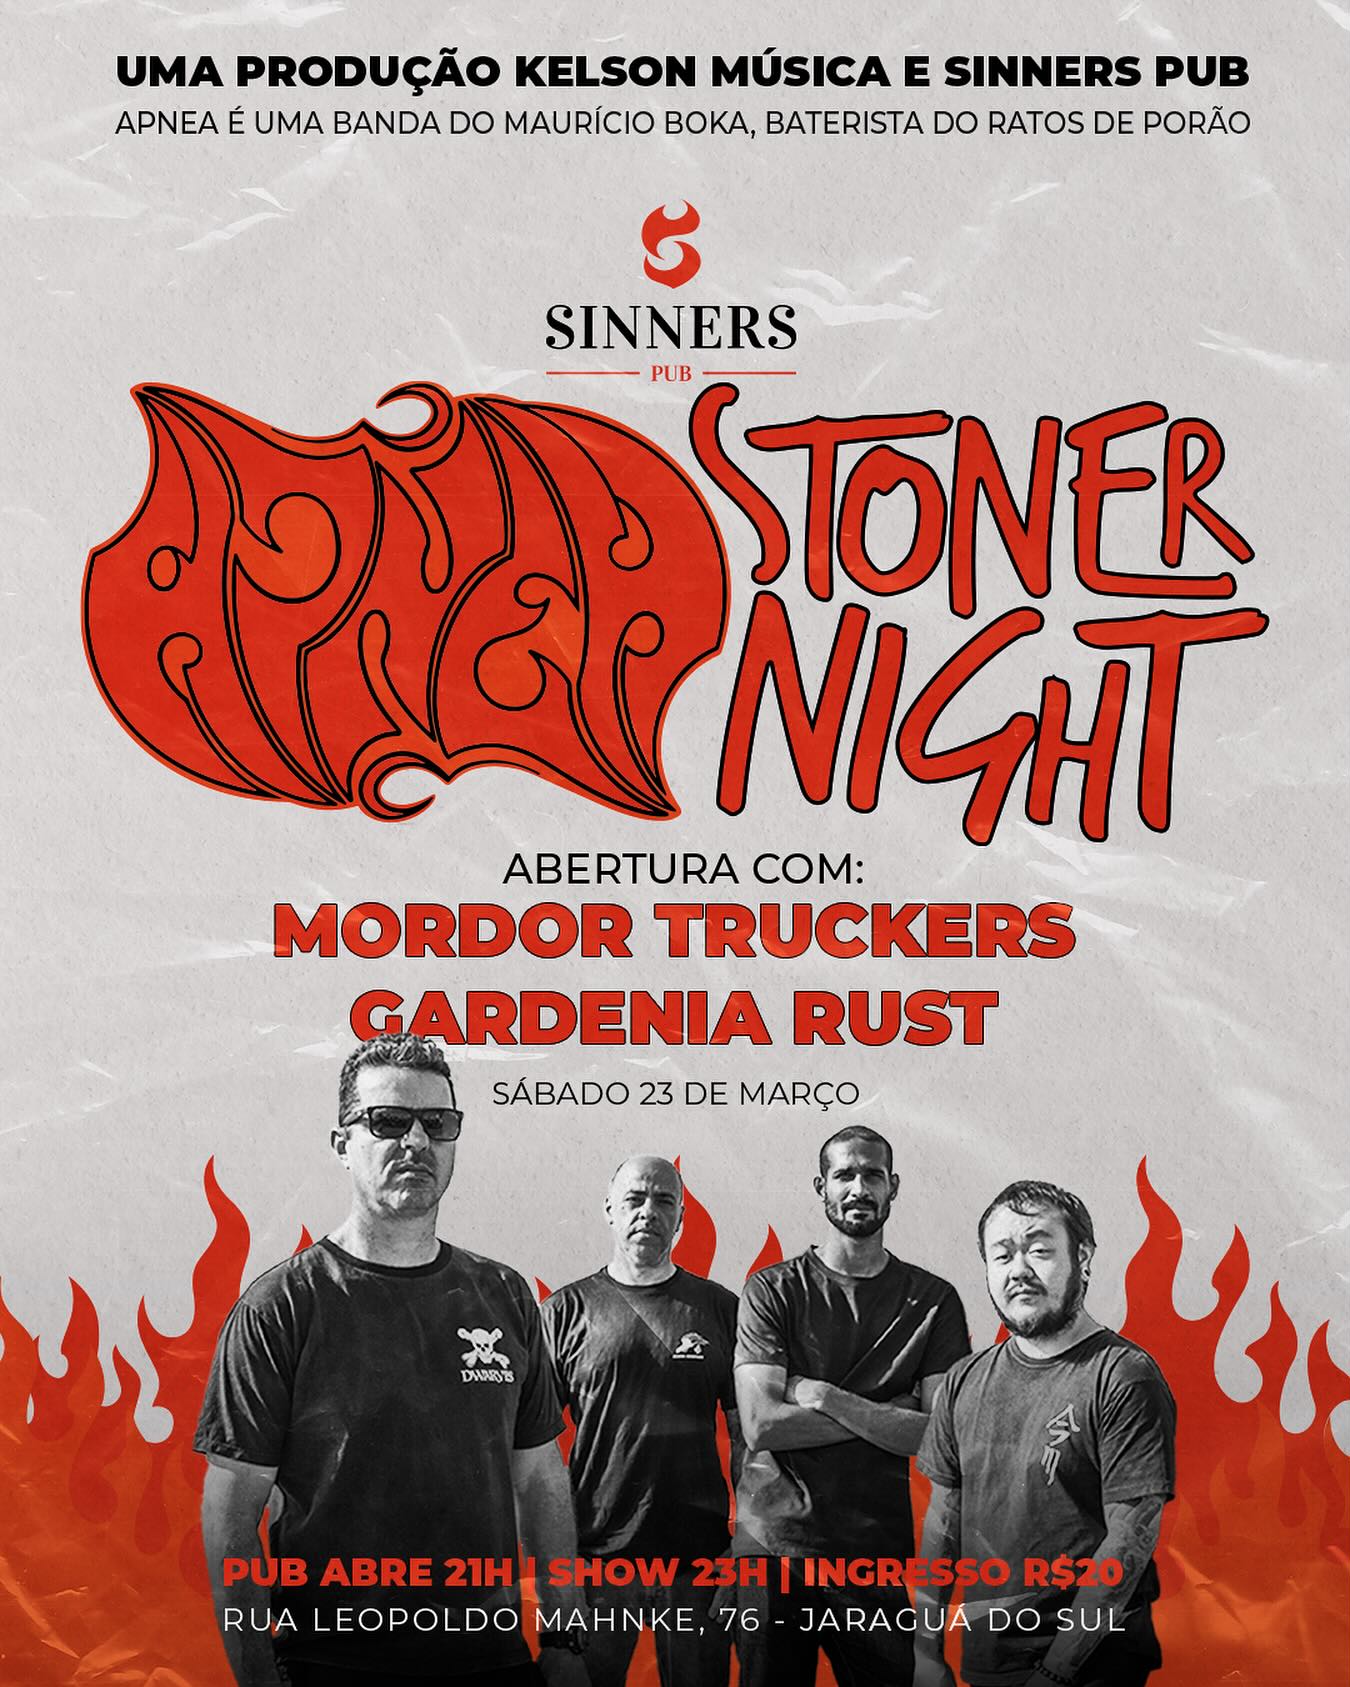 UMA PRODUÇÃO KELSON MÚSICA E SINNERS PUB
APNEA É UMA BANDA DO MAURÍCIO BOKA, BATERISTA DO RATOS DE PORÃO
SINNERS
PUB
APNEA
STONER
NIGHT
ABERTURA COM:
MORDOR TRUCKERS
GARDENIA RUST
SÁBADO 23 DE MARÇO
DWARVES
PUB ABRE 21H | SHOW 23H | INGRESSO R$20
RUA LEOPOLDO MAHNKE, 76 - JARAGUÁ DO SUL